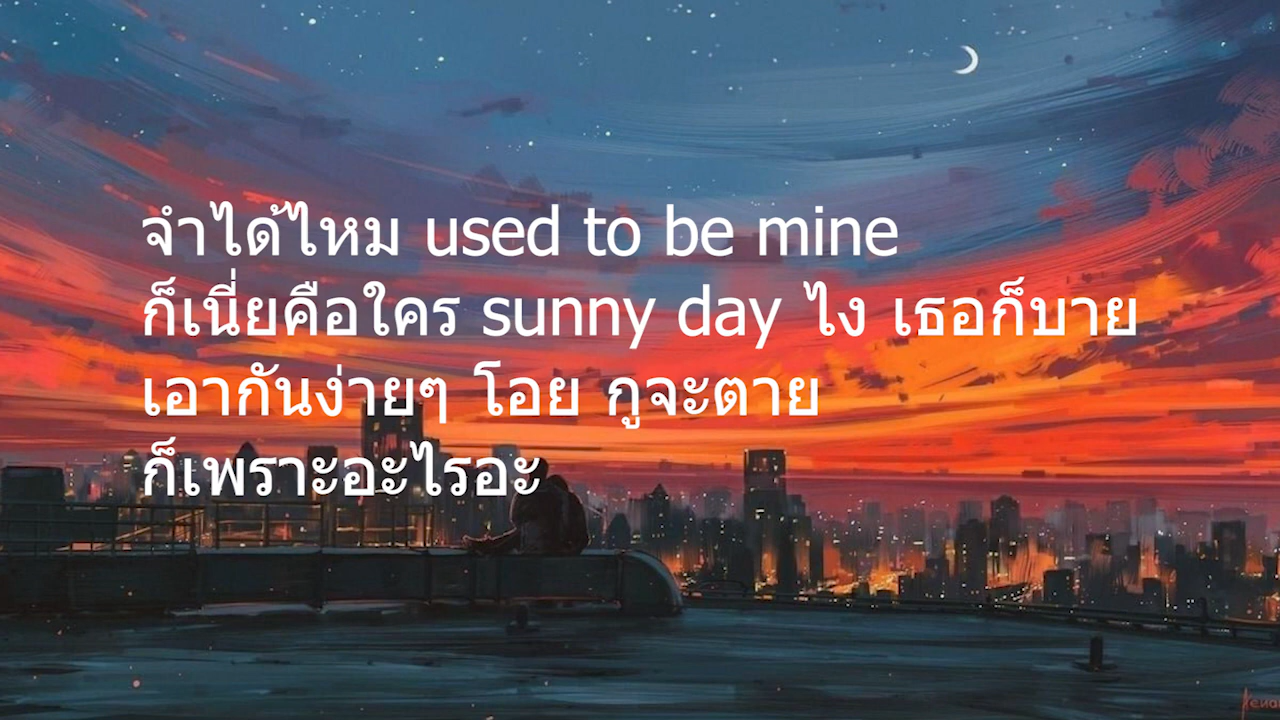 จำได้ไหม used to be mine
ก็เนี่ยคือใคร sunny day ไง เธอก็บาย
เอากันง่ายๆ โอย กูจะตาย
ก็เพราะอะไรอะ